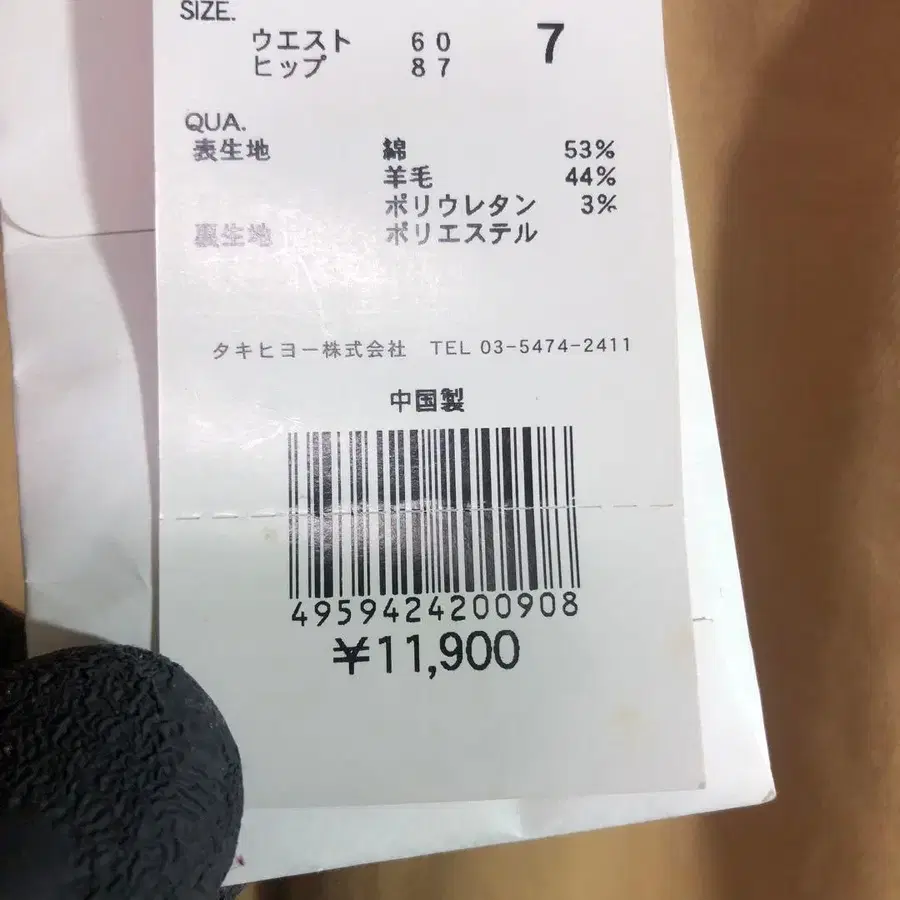 SIZE.
ウエスト 60 7
ヒップ 87
QUA.
表生地 綿 53%
羊毛 44%
ポリウレタン 3%
裏生地 ポリエステル
タキヒヨー株式会社 TEL 03-5474-2411
中国製
4959424200908
¥11,900